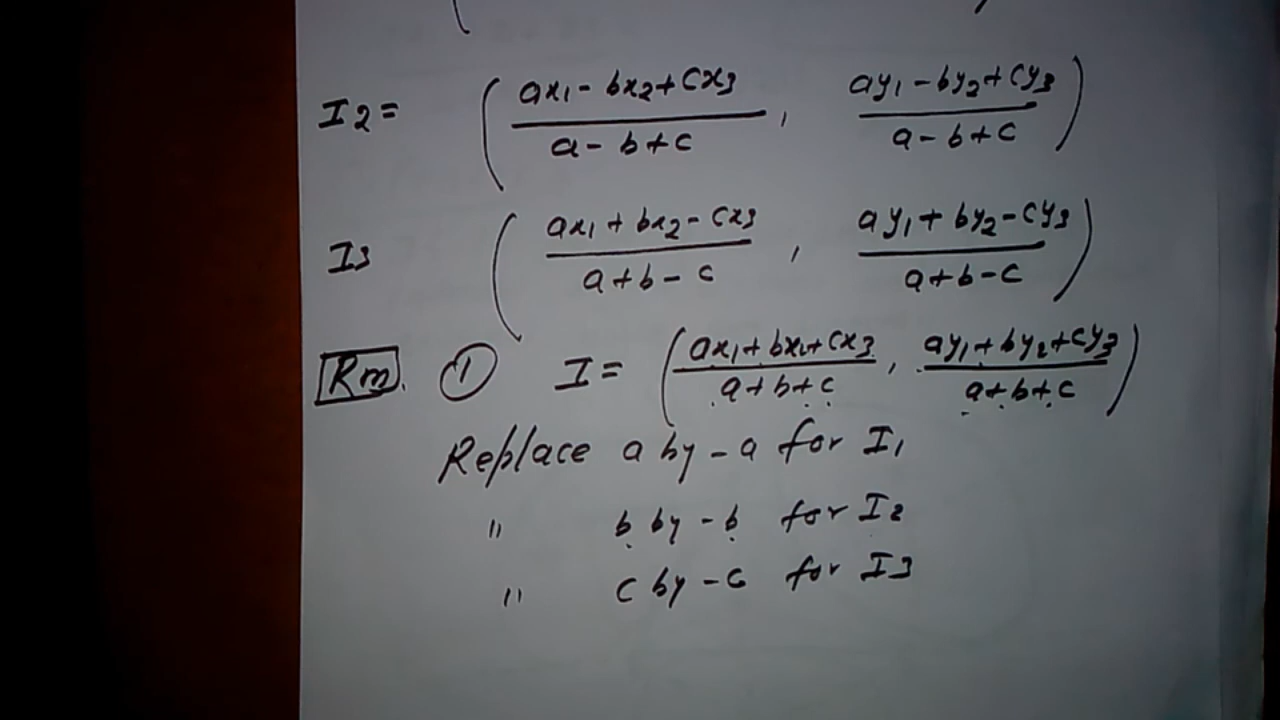 I2 = ( ax1 - bx2 + cx3 / a - b + c , ay1 - by2 + cy3 / a - b + c )
I3 ( ax1 + bx2 - cx3 / a + b - c , ay1 + by2 - cy3 / a + b - c )
Rm. ① I = ( ax1 + bx2 + cx3 / a + b + c , ay1 + by2 + cy3 / a + b + c )
Replace a by - a for I1
" b by - b for I2
" c by - c for I3